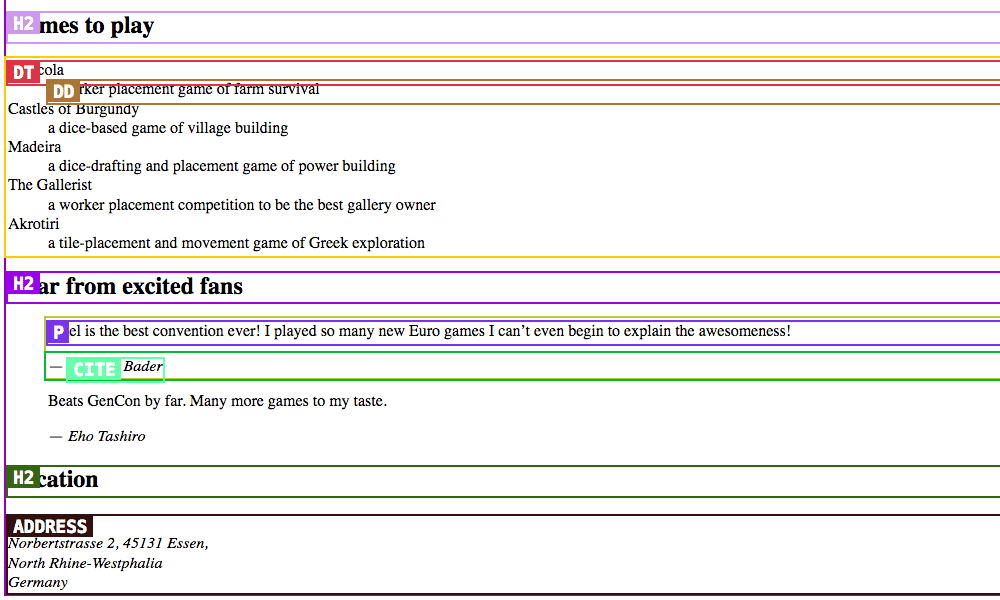 H2 mes to play
DT cola
DD rker placement game of farm survival
Castles of Burgundy
a dice-based game of village building
Madeira
a dice-drafting and placement game of power building
The Gallerist
a worker placement competition to be the best gallery owner
Akrotiri
a tile-placement and movement game of Greek exploration
H2 ar from excited fans
P el is the best convention ever! I played so many new Euro games I can’t even begin to explain the awesomeness!
— CITE Bader
Beats GenCon by far. Many more games to my taste.
— Eho Tashiro
H2 cation
ADDRESS
Norbertstrasse 2, 45131 Essen,
North Rhine-Westphalia
Germany